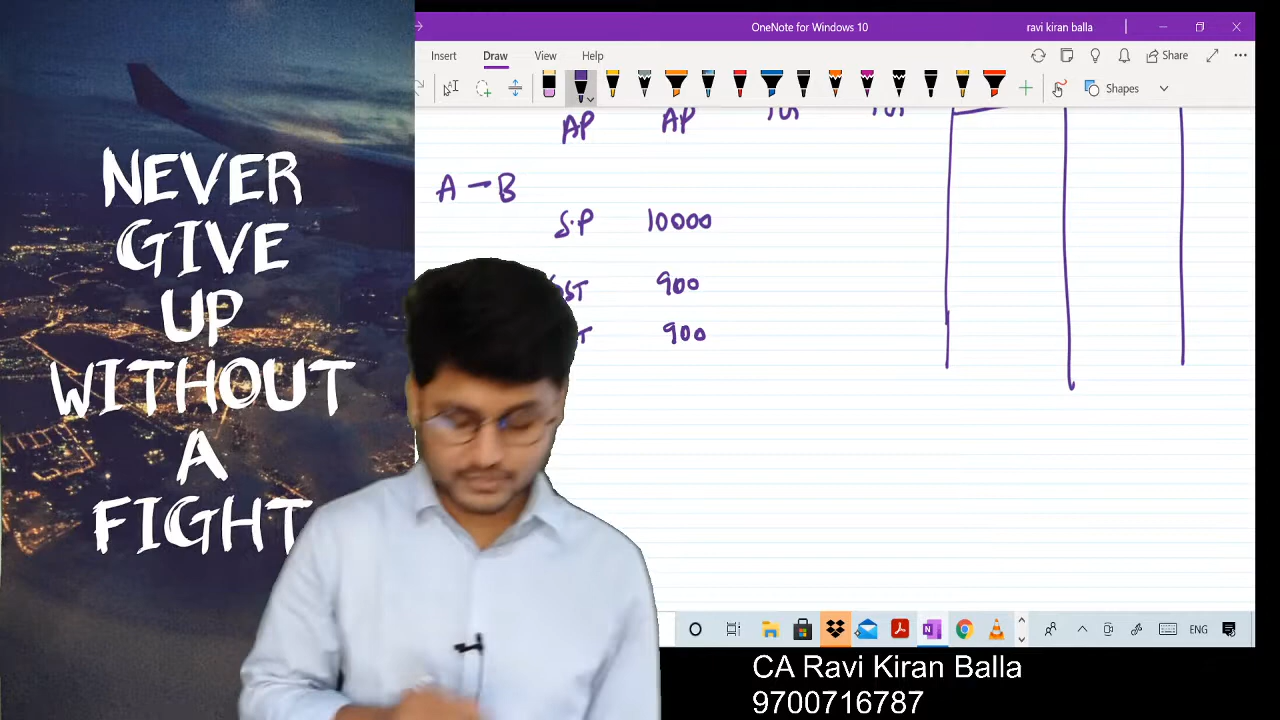 NEVER
GIVE
UP
WITHOUT
A
FIGHT
OneNote for Windows 10
ravi kiran balla
Insert Draw View Help
Share
Shapes
AP AP
A - B
S.P 10000
900
900
ENG
CA Ravi Kiran Balla
9700716787